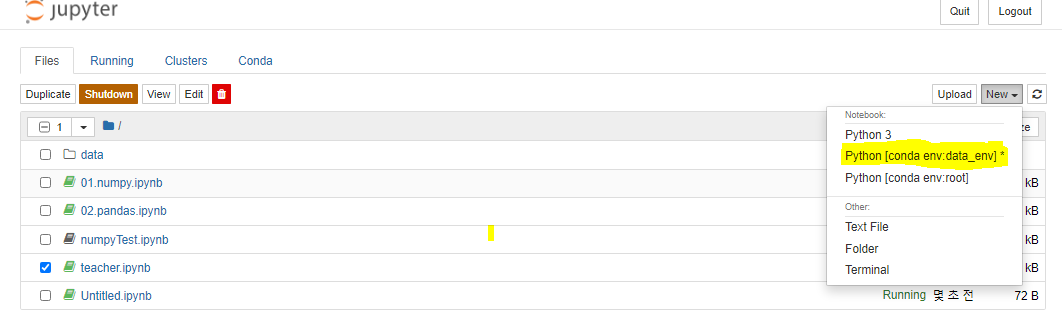 jupyter
Quit
Logout
Files
Running
Clusters
Conda
Duplicate
Shutdown
View
Edit
Upload
New
1
/
Notebook:
Python 3
Python [conda env:data_env] *
Python [conda env:root]
Other:
Text File
Folder
Terminal
ze
data
01.numpy.ipynb
kB
02.pandas.ipynb
kB
numpyTest.ipynb
kB
teacher.ipynb
kB
Untitled.ipynb
Running 몇 초 전
72 B